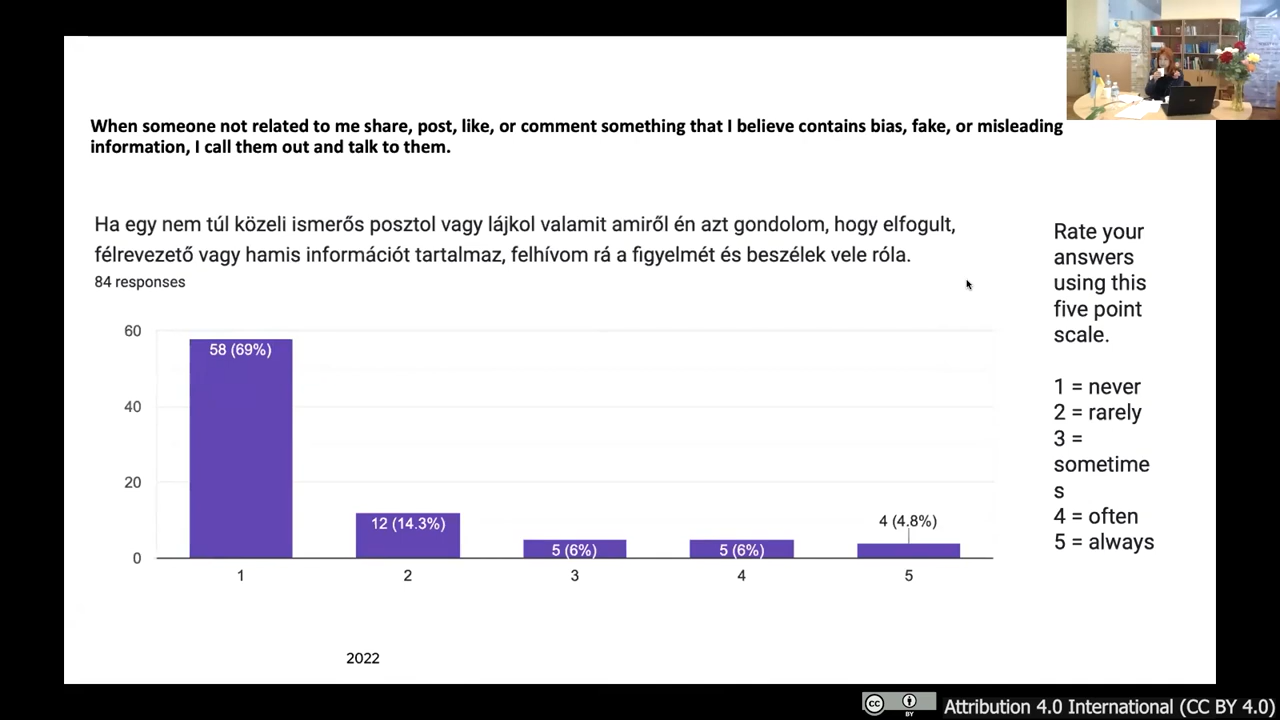 When someone not related to me share, post, like, or comment something that I believe contains bias, fake, or misleading
information, I call them out and talk to them.
Ha egy nem túl közeli ismerős posztol vagy lájkol valamit amiről én azt gondolom, hogy elfogult,
félrevezető vagy hamis információt tartalmaz, felhívom rá a figyelmét és beszélek vele róla.
84 responses
60
40
20
0
58 (69%)
12 (14.3%)
5 (6%)
5 (6%)
4 (4.8%)
1
2
3
4
5
Rate your
answers
using this
five point
scale.
1 = never
2 = rarely
3 =
sometime
s
4 = often
5 = always
2022
cc
BY
Attribution 4.0 International (CC BY 4.0)